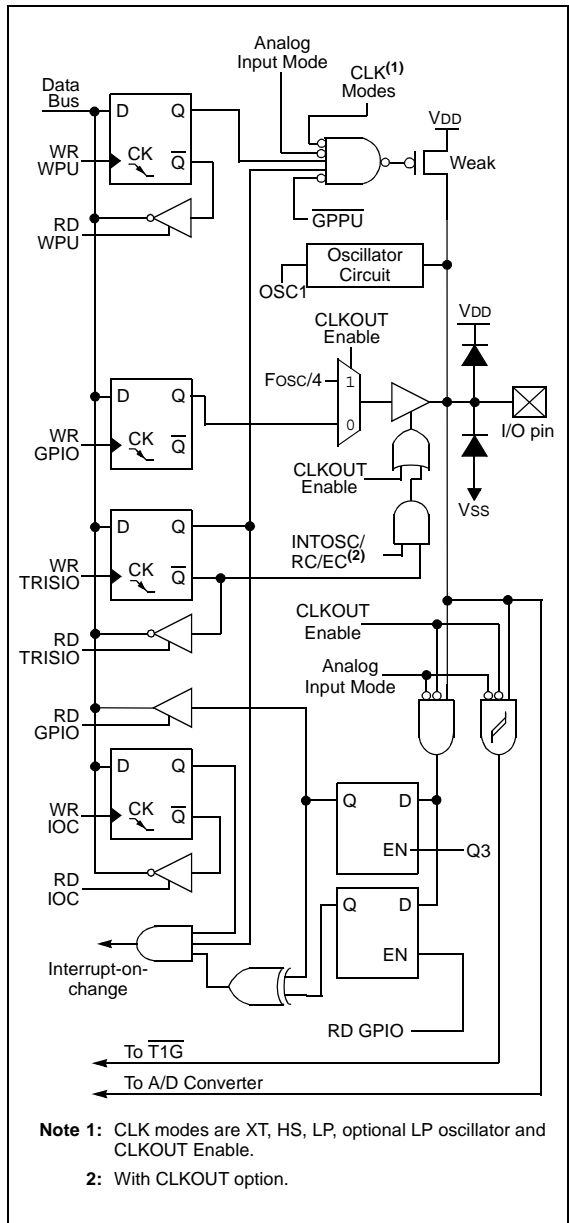 Analog
Input Mode
CLK(1)
Modes
Data
Bus
D Q
WR
WPU
CK Q
VDD
Weak
GPPU
RD
WPU
Oscillator
Circuit
OSC1
CLKOUT
Enable
VDD
FOSC/4
1
0
D Q
WR
GPIO
CK Q
I/O pin
CLKOUT
Enable
VSS
D Q
INTOSC/
RC/EC(2)
WR
TRISIO
CK Q
RD
TRISIO
CLKOUT
Enable
Analog
Input Mode
RD
GPIO
D Q
WR
IOC
CK Q
Q D
EN
Q3
RD
IOC
Q D
EN
Interrupt-on-
change
RD GPIO
To T1G
To A/D Converter
Note 1: CLK modes are XT, HS, LP, optional LP oscillator and
CLKOUT Enable.
2: With CLKOUT option.